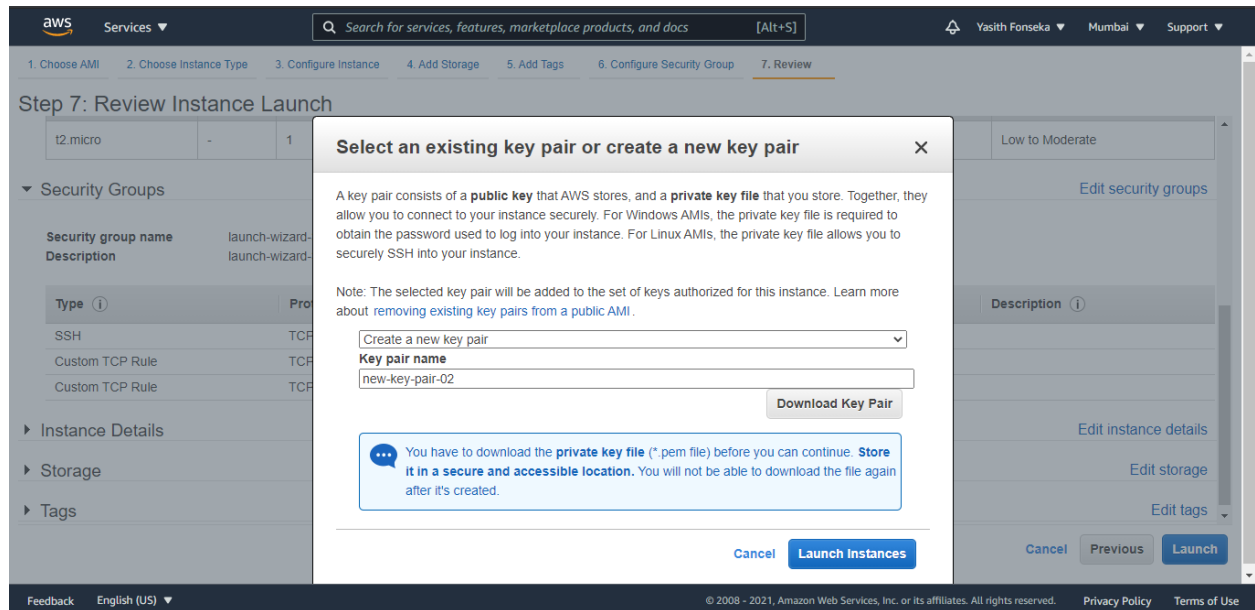 aws Services ▼ Search for services, features, marketplace products, and docs [Alt+S] Yasith Fonseka ▼ Mumbai ▼ Support ▼
1. Choose AMI 2. Choose Instance Type 3. Configure Instance 4. Add Storage 5. Add Tags 6. Configure Security Group 7. Review
Step 7: Review Instance Launch
t2.micro - 1 Low to Moderate
Select an existing key pair or create a new key pair
A key pair consists of a public key that AWS stores, and a private key file that you store. Together, they
allow you to connect to your instance securely. For Windows AMIs, the private key file is required to
obtain the password used to log into your instance. For Linux AMIs, the private key file allows you to
securely SSH into your instance.
Note: The selected key pair will be added to the set of keys authorized for this instance. Learn more
about removing existing key pairs from a public AMI.
Create a new key pair
Key pair name
new-key-pair-02
Download Key Pair
You have to download the private key file (*.pem file) before you can continue. Store
it in a secure and accessible location. You will not be able to download the file again
after it's created.
Cancel Launch Instances
Security Groups Edit security groups
Security group name launch-wizard-
Description launch-wizard-
Type Pro Description
SSH TCP
Custom TCP Rule TCP
Custom TCP Rule TCP
Instance Details Edit instance details
Storage Edit storage
Tags Edit tags
Cancel Previous Launch
Feedback English (US) ▼ © 2008 - 2021, Amazon Web Services, Inc. or its affiliates. All rights reserved. Privacy Policy Terms of Use